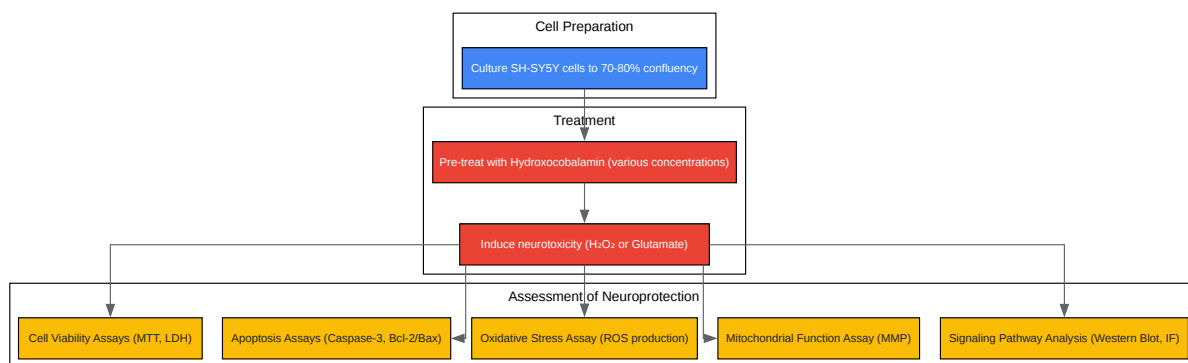 Cell Preparation
Culture SH-SY5Y cells to 70-80% confluency
Treatment
Pre-treat with Hydroxocobalamin (various concentrations)
Induce neurotoxicity (H₂O₂ or Glutamate)
Assessment of Neuroprotection
Cell Viability Assays (MTT, LDH)
Apoptosis Assays (Caspase-3, Bcl-2/Bax)
Oxidative Stress Assay (ROS production)
Mitochondrial Function Assay (MMP)
Signaling Pathway Analysis (Western Blot, IF)